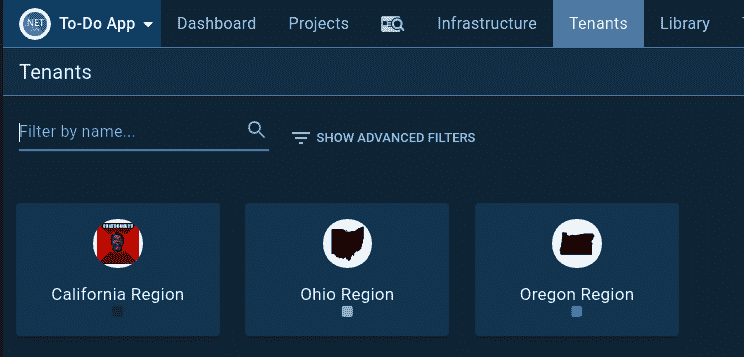 .NET
To-Do App
Dashboard
Projects
Infrastructure
Tenants
Library
Tenants
Filter by name...
SHOW ADVANCED FILTERS
California Region
Ohio Region
Oregon Region